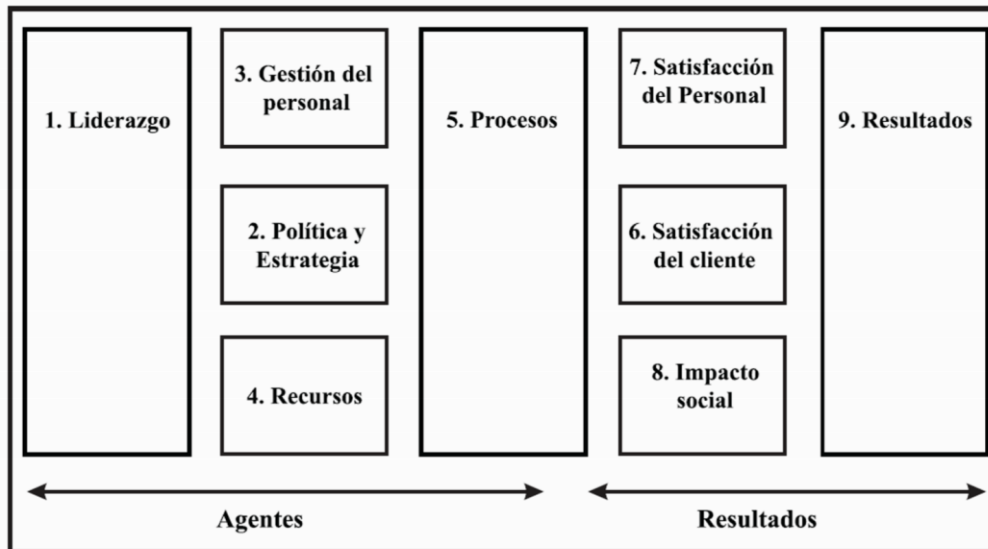 1. Liderazgo
3. Gestión del
personal
2. Política y
Estrategia
4. Recursos
5. Procesos
7. Satisfacción
del Personal
6. Satisfacción
del cliente
8. Impacto
social
9. Resultados
Agentes
Resultados